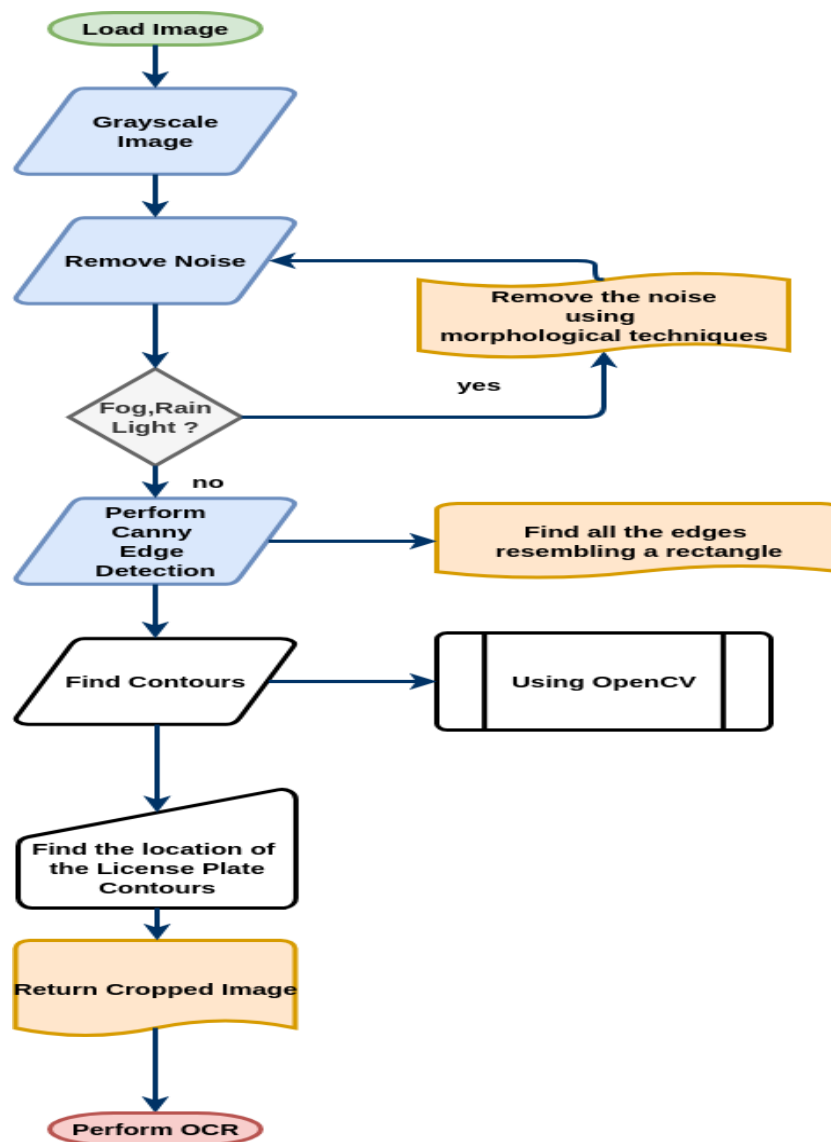 Load Image
Grayscale
Image
Remove Noise
Remove the noise
using
morphological techniques
yes
Fog,Rain
Light ?
no
Perform
Canny
Edge
Detection
Find all the edges
resembling a rectangle
Find Contours
Using OpenCV
Find the location of
the License Plate
Contours
Return Cropped Image
Perform OCR